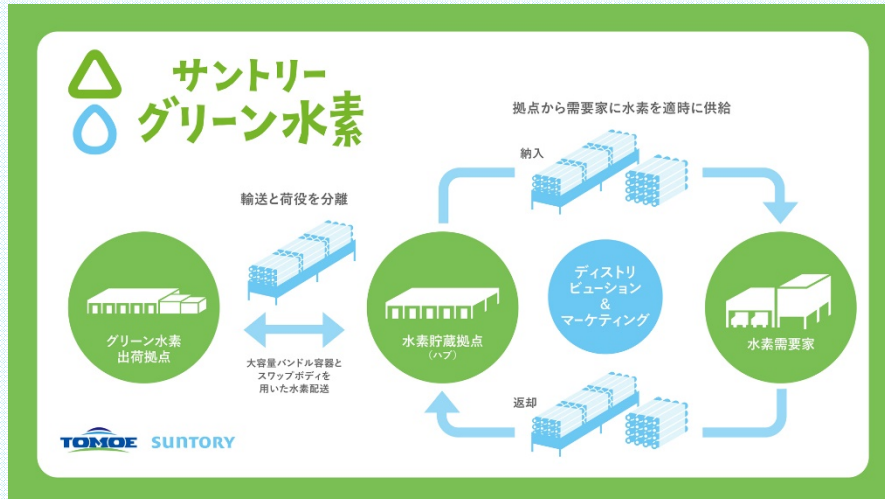 サントリー
グリーン水素
拠点から需要家に水素を適時に供給
納入
輸送と荷役を分離
グリーン水素
出荷拠点
大容量バンドル容器と
スワップボディを
用いた水素配送
水素貯蔵拠点
(ハブ)
ディストリ
ビューション
&
マーケティング
水素需要家
返却
TOMOE SUNTORY